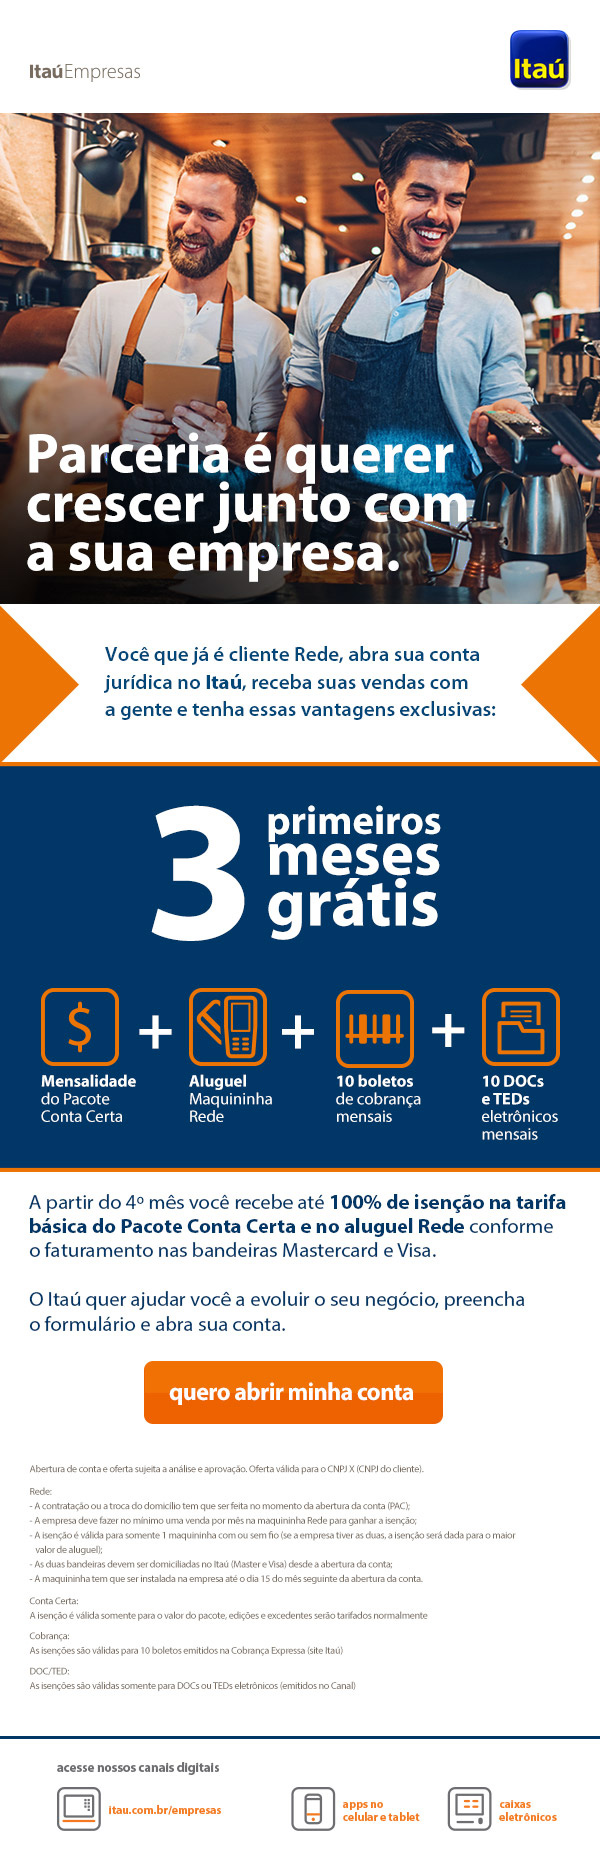 ItaúEmpresas
Itaú
Parceria é querer
crescer junto com
a sua empresa.
Você que já é cliente Rede, abra sua conta
jurídica no Itaú, receba suas vendas com
a gente e tenha essas vantagens exclusivas:
3 primeiros
meses
grátis
$
Mensalidade
do Pacote
Conta Certa
+
Aluguel
Maquininha
Rede
+
10 boletos
de cobrança
mensais
+
10 DOCs
e TEDs
eletrônicos
mensais
A partir do 4º mês você recebe até 100% de isenção na tarifa
básica do Pacote Conta Certa e no aluguel Rede conforme
o faturamento nas bandeiras Mastercard e Visa.
O Itaú quer ajudar você a evoluir o seu negócio, preencha
o formulário e abra sua conta.
quero abrir minha conta
Abertura de conta e oferta sujeita a análise e aprovação. Oferta válida para o CNPJ X (CNPJ do cliente).
Rede:
- A contratação ou a troca do domicílio tem que ser feita no momento da abertura da conta (PAC);
- A empresa deve fazer no mínimo uma venda por mês na maquininha Rede para ganhar a isenção;
- A isenção é válida para somente 1 maquininha com ou sem fio (se a empresa tiver as duas, a isenção será dada para o maior
valor de aluguel);
- As duas bandeiras devem ser domiciliadas no Itaú (Master e Visa) desde a abertura da conta;
- A maquininha tem que ser instalada na empresa até o dia 15 do mês seguinte da abertura da conta.
Conta Certa:
A isenção é válida somente para o valor do pacote, edições e excedentes serão tarifados normalmente
Cobrança:
As isenções são válidas para 10 boletos emitidos na Cobrança Expressa (site Itaú)
DOC/TED:
As isenções são válidas somente para DOCs ou TEDs eletrônicos (emitidos no Canal)
acesse nossos canais digitais
itau.com.br/empresas
apps no
celular e tablet
caixas
eletrônicos